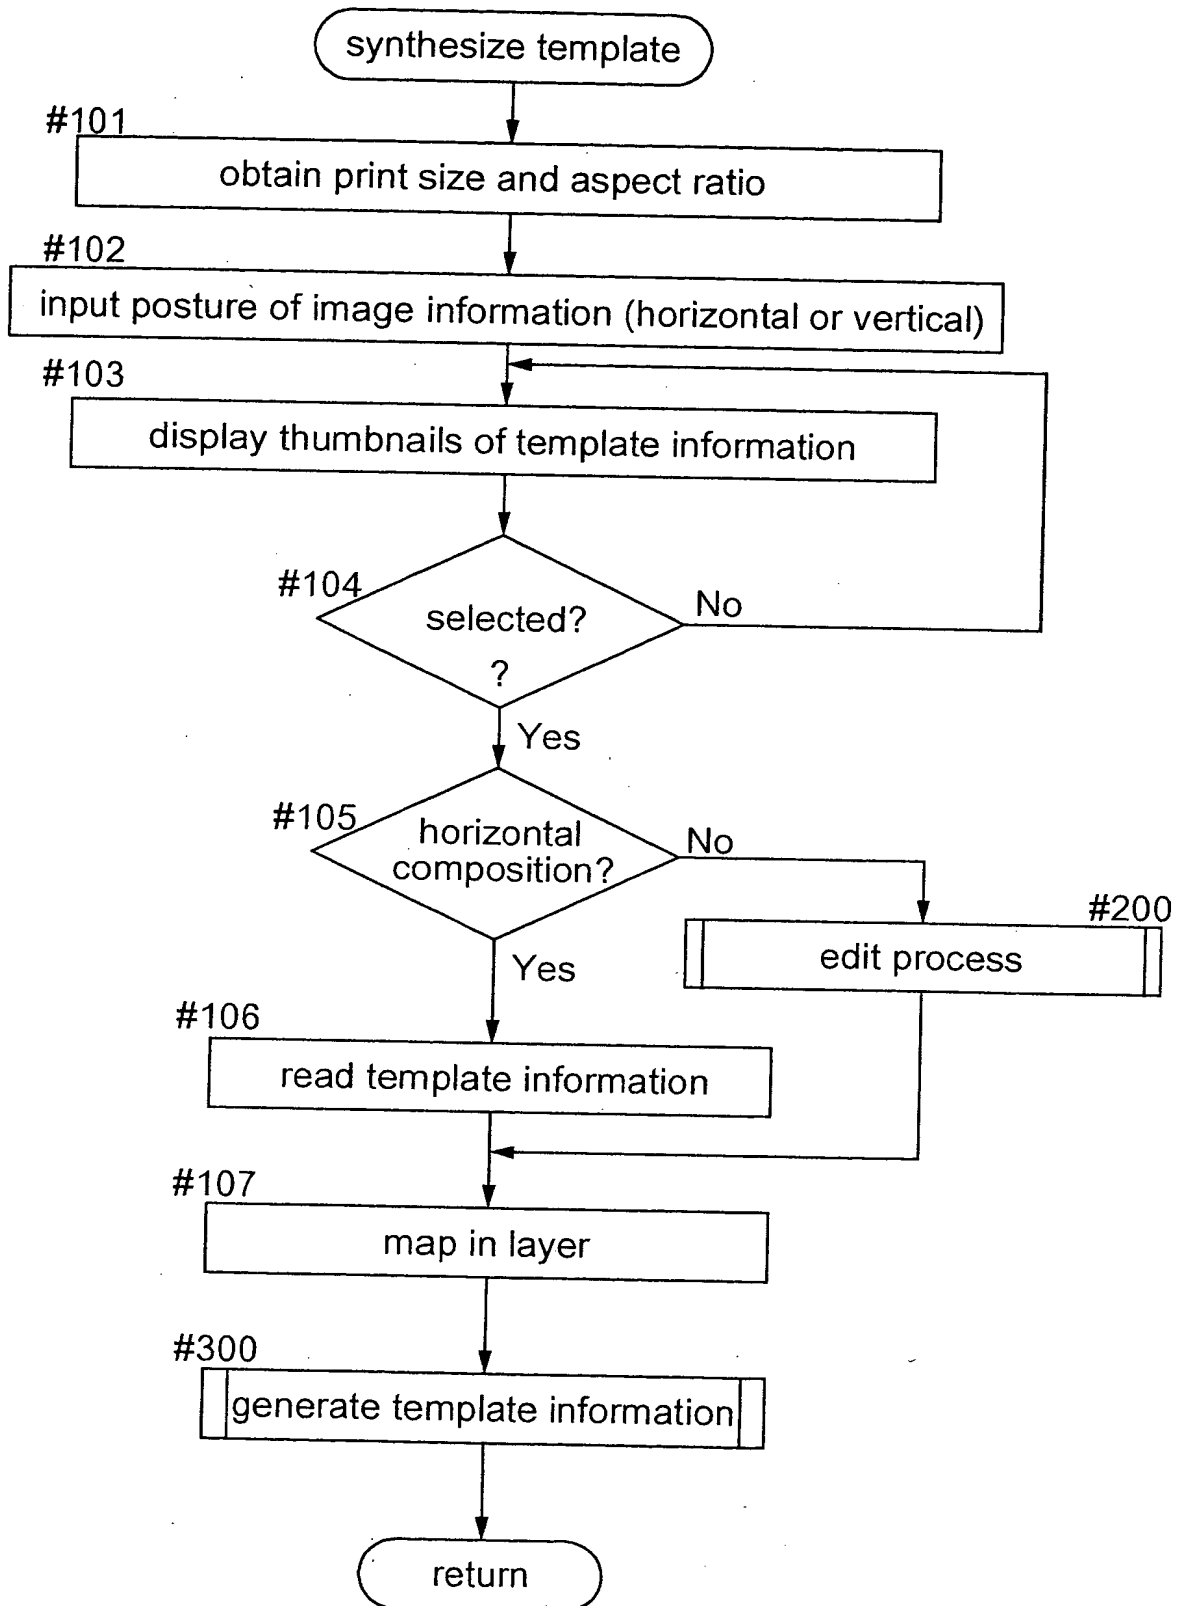 synthesize template
#101
obtain print size and aspect ratio
#102
input posture of image information (horizontal or vertical)
#103
display thumbnails of template information
#104
selected?
?
No
Yes
#105
horizontal
composition?
No
Yes
#200
edit process
#106
read template information
#107
map in layer
#300
generate template information
return